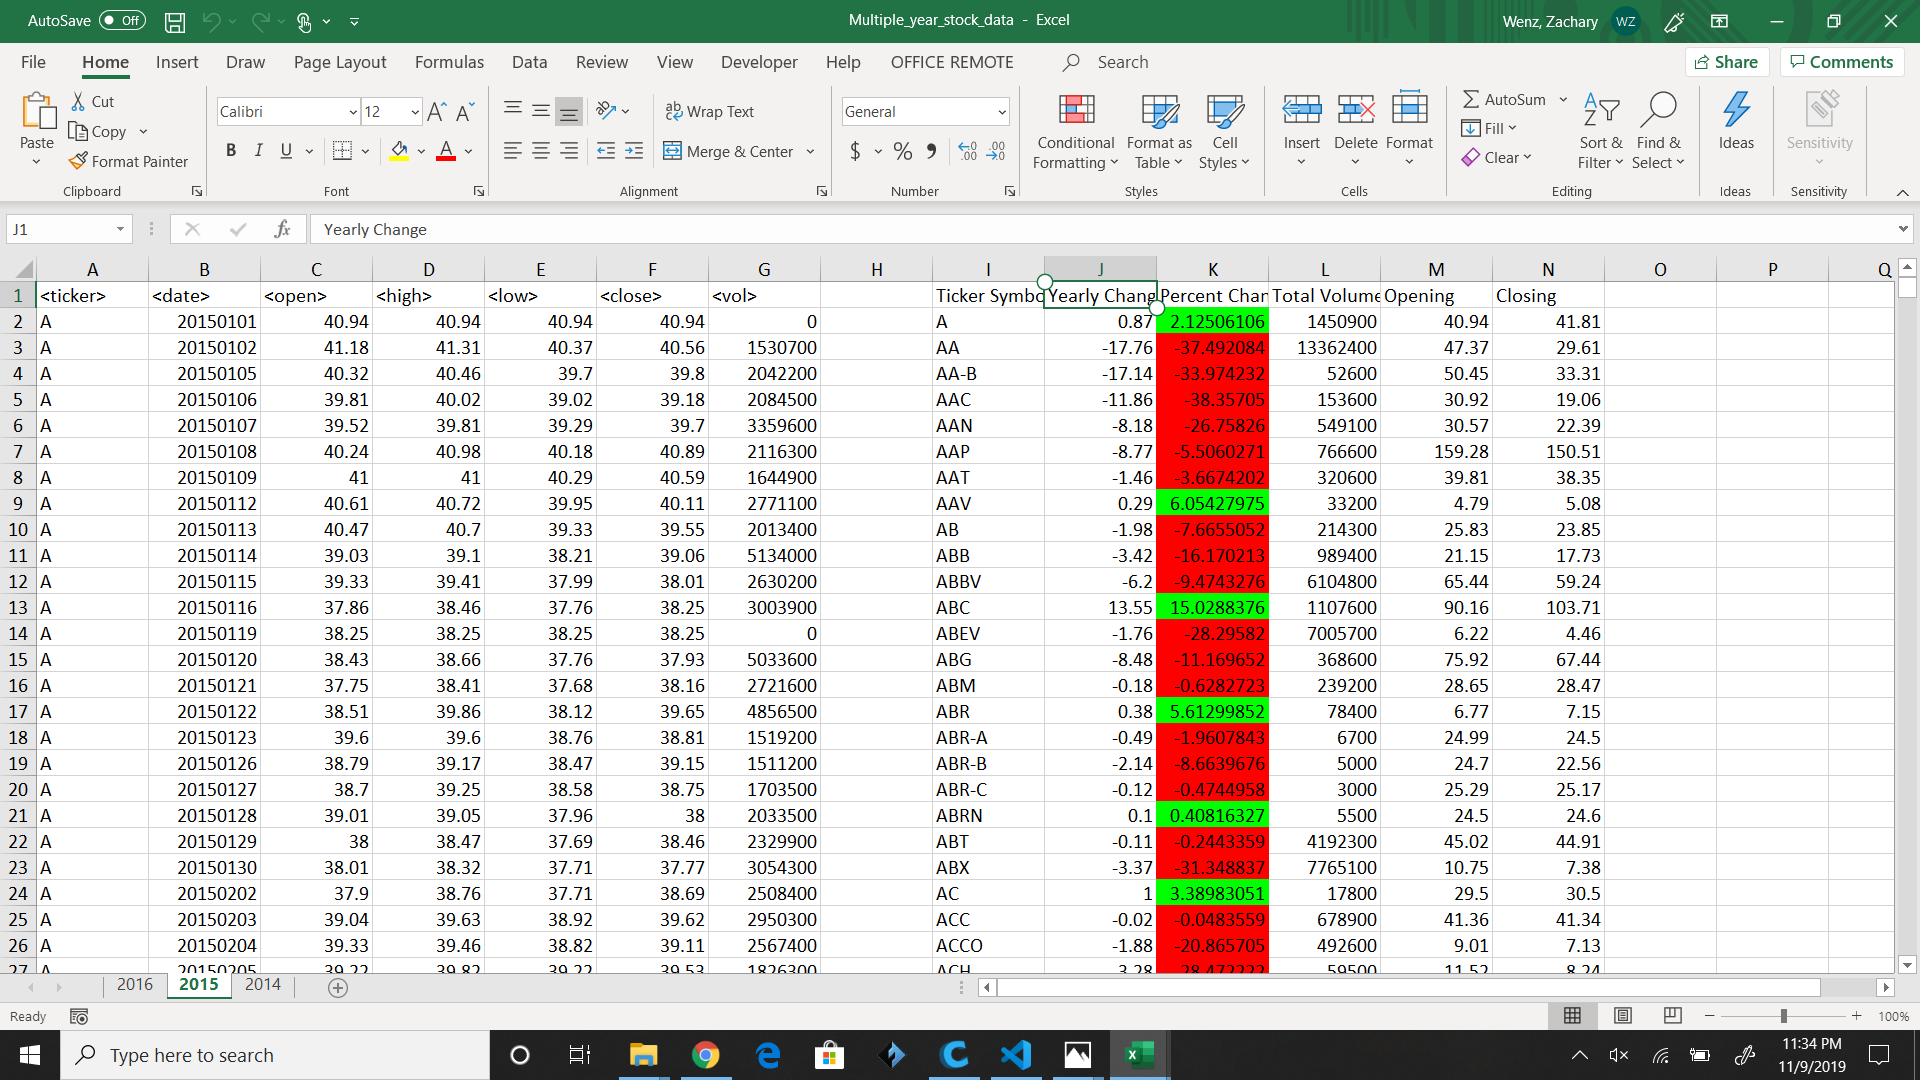 AutoSave Off Multiple_year_stock_data - Excel Wenz, Zachary WZ
File Home Insert Draw Page Layout Formulas Data Review View Developer Help OFFICE REMOTE Search Share Comments
Paste Cut Copy Format Painter Clipboard
Calibri 12 B I U A Font
Wrap Text Merge & Center Alignment
General $ % Number
Conditional Formatting Format as Table Cell Styles Styles
Insert Delete Format Cells
AutoSum Fill Clear Sort & Filter Find & Select Editing
Ideas Ideas
Sensitivity Sensitivity
J1 fx Yearly Change
A B C D E F G H I J K L M N O P Q
1 <ticker> <date> <open> <high> <low> <close> <vol> Ticker Symbo Yearly Chang Percent Chan Total Volume Opening Closing
2 A 20150101 40.94 40.94 40.94 40.94 0 A 0.87 2.12506106 1450900 40.94 41.81
3 A 20150102 41.18 41.31 40.37 40.56 1530700 AA -17.76 -37.492084 13362400 47.37 29.61
4 A 20150105 40.32 40.46 39.7 39.8 2042200 AA-B -17.14 -33.974232 52600 50.45 33.31
5 A 20150106 39.81 40.02 39.02 39.18 2084500 AAC -11.86 -38.35705 153600 30.92 19.06
6 A 20150107 39.52 39.81 39.29 39.7 3359600 AAN -8.18 -26.75826 549100 30.57 22.39
7 A 20150108 40.24 40.98 40.18 40.89 2116300 AAP -8.77 -5.5060271 766600 159.28 150.51
8 A 20150109 41 41 40.29 40.59 1644900 AAT -1.46 -3.6674202 320600 39.81 38.35
9 A 20150112 40.61 40.72 39.95 40.11 2771100 AAV 0.29 6.05427975 33200 4.79 5.08
10 A 20150113 40.47 40.7 39.33 39.55 2013400 AB -1.98 -7.6655052 214300 25.83 23.85
11 A 20150114 39.03 39.1 38.21 39.06 5134000 ABB -3.42 -16.170213 989400 21.15 17.73
12 A 20150115 39.33 39.41 37.99 38.01 2630200 ABBV -6.2 -9.4743276 6104800 65.44 59.24
13 A 20150116 37.86 38.46 37.76 38.25 3003900 ABC 13.55 15.0288376 1107600 90.16 103.71
14 A 20150119 38.25 38.25 38.25 38.25 0 ABEV -1.76 -28.29582 7005700 6.22 4.46
15 A 20150120 38.43 38.66 37.76 37.93 5033600 ABG -8.48 -11.169652 368600 75.92 67.44
16 A 20150121 37.75 38.41 37.68 38.16 2721600 ABM -0.18 -0.6282723 239200 28.65 28.47
17 A 20150122 38.51 39.86 38.12 39.65 4856500 ABR 0.38 5.61299852 78400 6.77 7.15
18 A 20150123 39.6 39.6 38.76 38.81 1519200 ABR-A -0.49 -1.9607843 6700 24.99 24.5
19 A 20150126 38.79 39.17 38.47 39.15 1511200 ABR-B -2.14 -8.6639676 5000 24.7 22.56
20 A 20150127 38.7 39.25 38.58 38.75 1703500 ABR-C -0.12 -0.4744958 3000 25.29 25.17
21 A 20150128 39.01 39.05 37.96 38 2033500 ABRN 0.1 0.40816327 5500 24.5 24.6
22 A 20150129 38 38.47 37.69 38.46 2329900 ABT -0.11 -0.2443359 4192300 45.02 44.91
23 A 20150130 38.01 38.32 37.71 37.77 3054300 ABX -3.37 -31.348837 7765100 10.75 7.38
24 A 20150202 37.9 38.76 37.71 38.69 2508400 AC 1 3.38983051 17800 29.5 30.5
25 A 20150203 39.04 39.63 38.92 39.62 2950300 ACC -0.02 -0.0483559 678900 41.36 41.34
26 A 20150204 39.33 39.46 38.82 39.11 2567400 ACCO -1.88 -20.865705 492600 9.01 7.13
27 A 20150205 39.22 39.82 39.22 39.53 1826300 ACH -3.28 -28.472222 59500 11.52 8.24
2016 2015 2014
Ready 100%
Type here to search 11:34 PM
11/9/2019